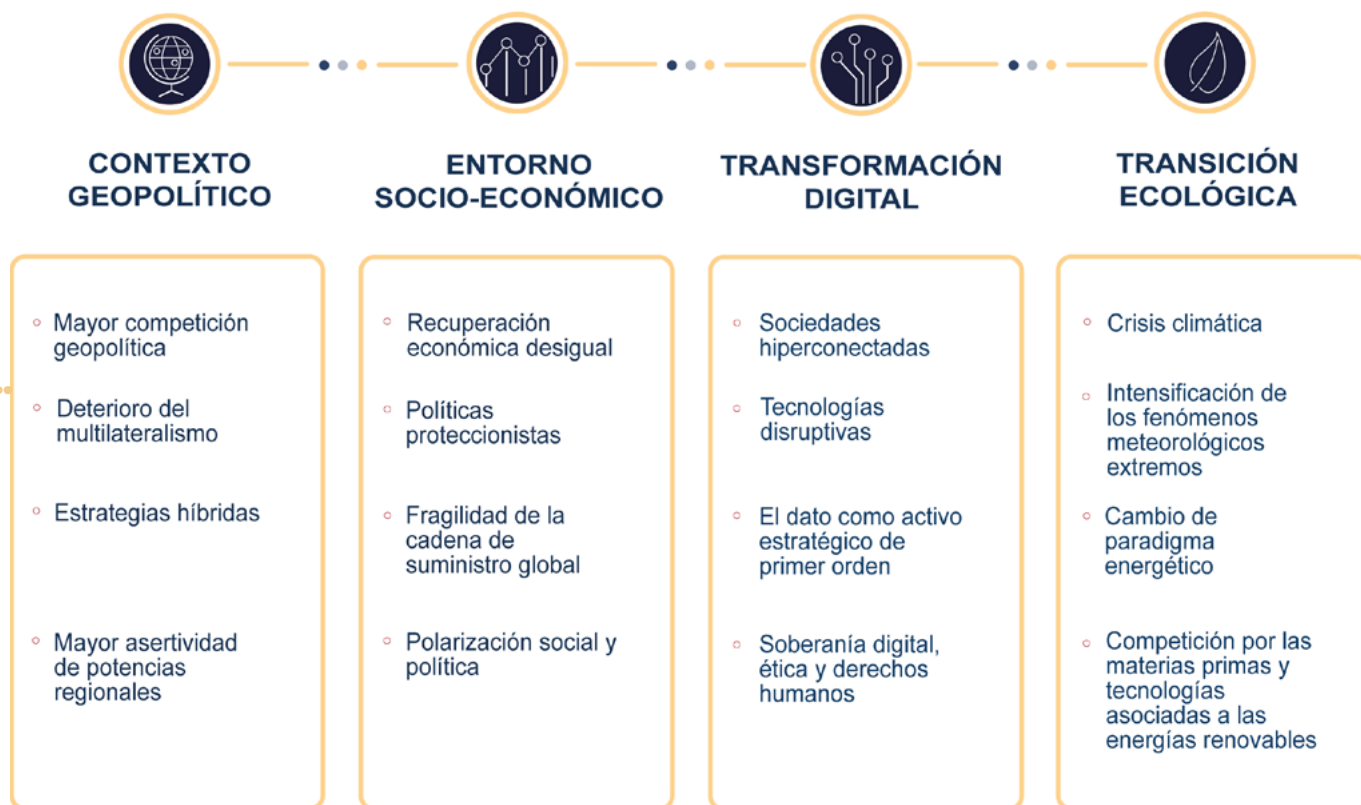 CONTEXTO
GEOPOLÍTICO
Mayor competición
geopolítica
Deterioro del
multilateralismo
Estrategias híbridas
Mayor asertividad
de potencias
regionales
ENTORNO
SOCIO-ECONÓMICO
Recuperación
económica desigual
Políticas
proteccionistas
Fragilidad de la
cadena de
suministro global
Polarización social y
política
TRANSFORMACIÓN
DIGITAL
Sociedades
hiperconectadas
Tecnologías
disruptivas
El dato como activo
estratégico de
primer orden
Soberanía digital,
ética y derechos
humanos
TRANSICIÓN
ECOLÓGICA
Crisis climática
Intensificación de
los fenómenos
meteorológicos
extremos
Cambio de
paradigma
energético
Competición por las
materias primas y
tecnologías
asociadas a las
energías renovables